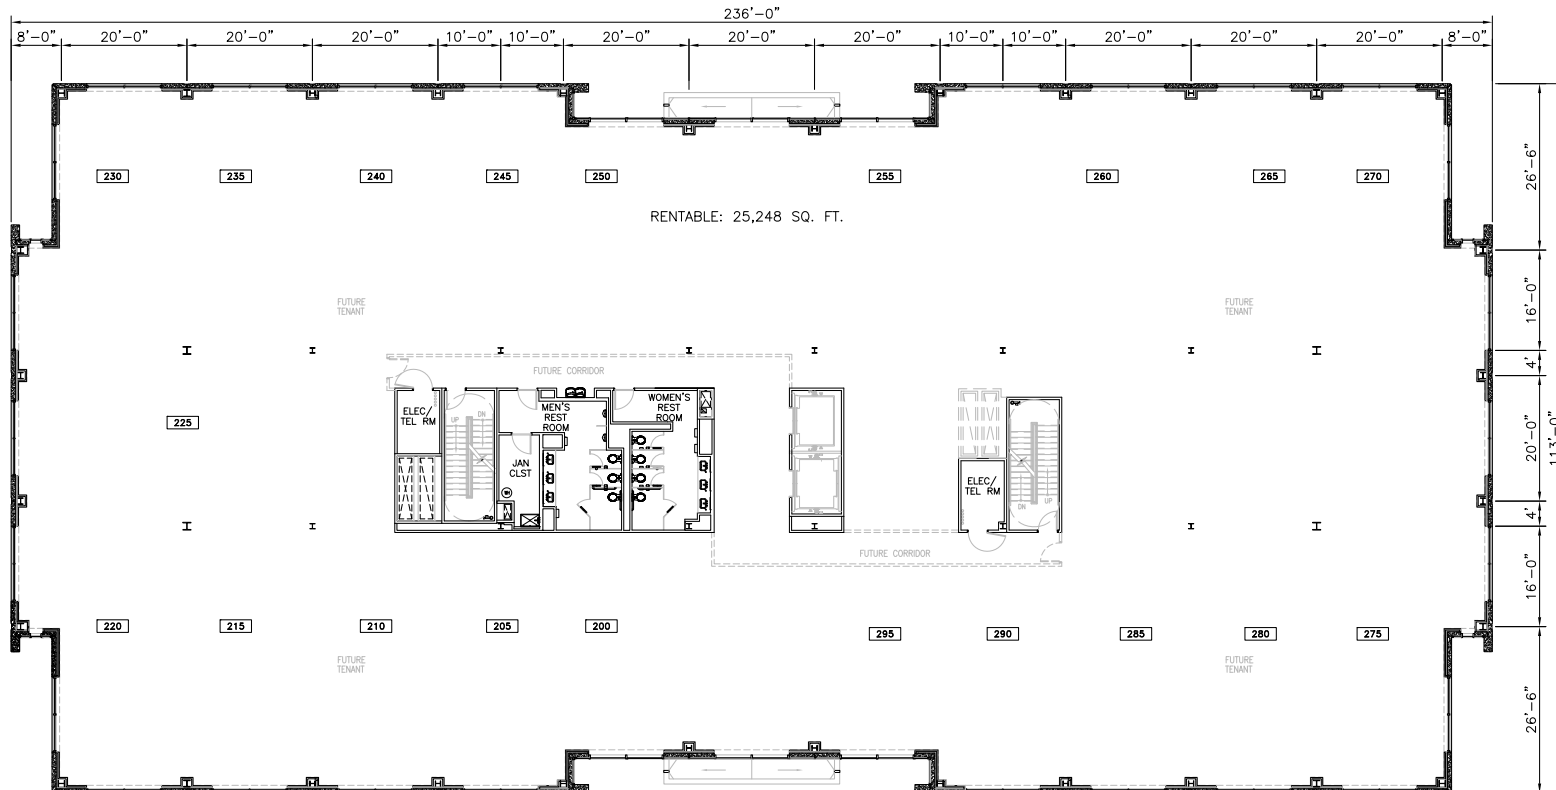 236'-0"
8'-0" 20'-0" 20'-0" 20'-0" 10'-0" 10'-0" 20'-0" 20'-0" 20'-0" 10'-0" 10'-0" 20'-0" 20'-0" 20'-0" 8'-0"
230 235 240 245 250 255 260 265 270
26'-6"
RENTABLE: 25,248 SQ. FT.
FUTURE
TENANT
FUTURE
TENANT
16'-0"
4'
FUTURE CORRIDOR
ELEC/
TEL RM
UP
DN
MEN'S
REST
ROOM
WOMEN'S
REST
ROOM
225
JAN
CLST
20'-0"
113'-0"
ELEC/
TEL RM
DN
UP
4'
FUTURE CORRIDOR
16'-0"
220 215 210 205 200 295 290 285 280 275
FUTURE
TENANT
FUTURE
TENANT
26'-6"